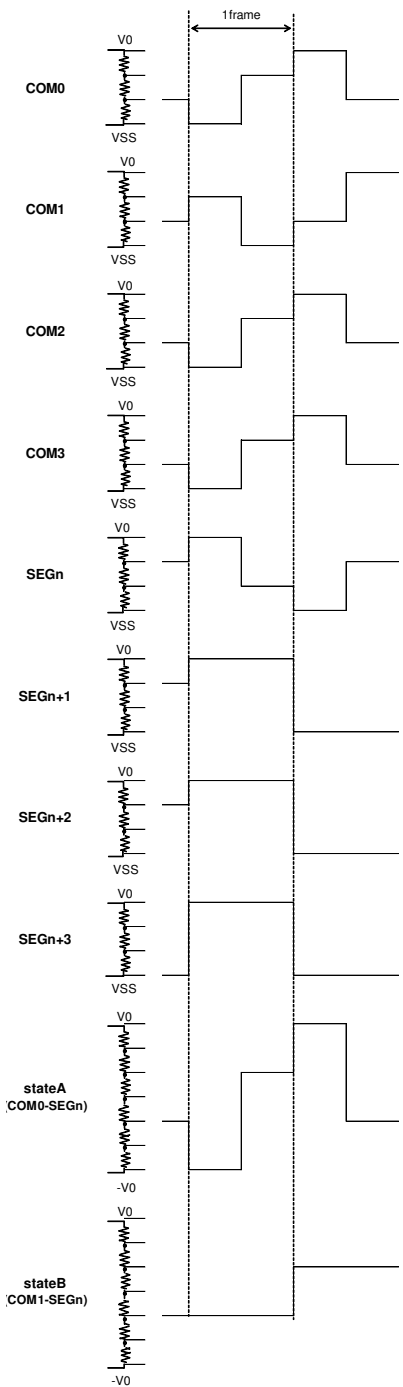 1frame
V0
COM0
VSS
V0
COM1
VSS
V0
COM2
VSS
V0
COM3
VSS
V0
SEGn
VSS
V0
SEGn+1
VSS
V0
SEGn+2
VSS
V0
SEGn+3
VSS
V0
stateA
(COM0-SEGn)
-V0
V0
stateB
(COM1-SEGn)
-V0